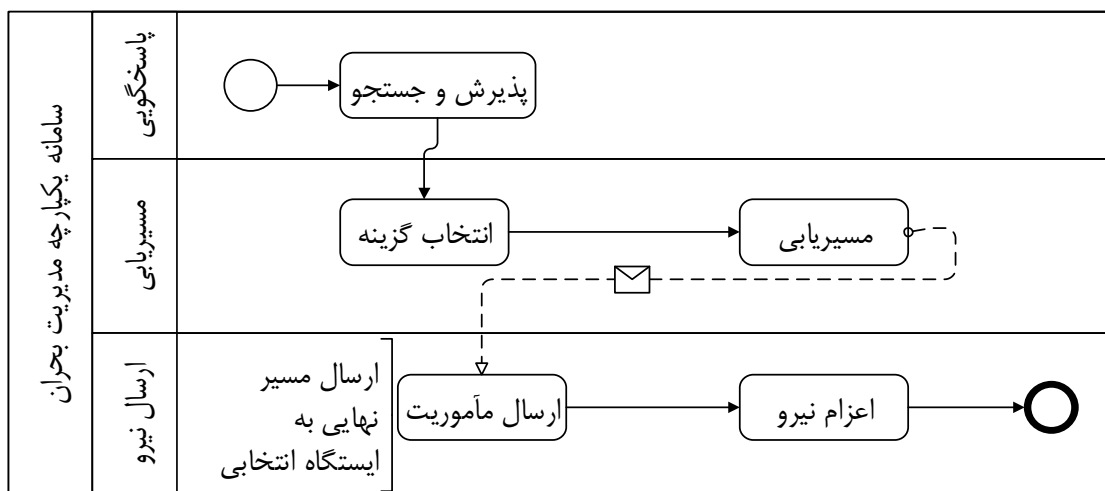 سامانه یکپارچه مدیریت بحران
پاسخگویی
پذیرش و جستجو
مسیریابی
انتخاب گزینه
مسیریابی
ارسال نیرو
ارسال مسیر
نهایی به
ایستگاه انتخابی
ارسال مأموریت
اعزام نیرو